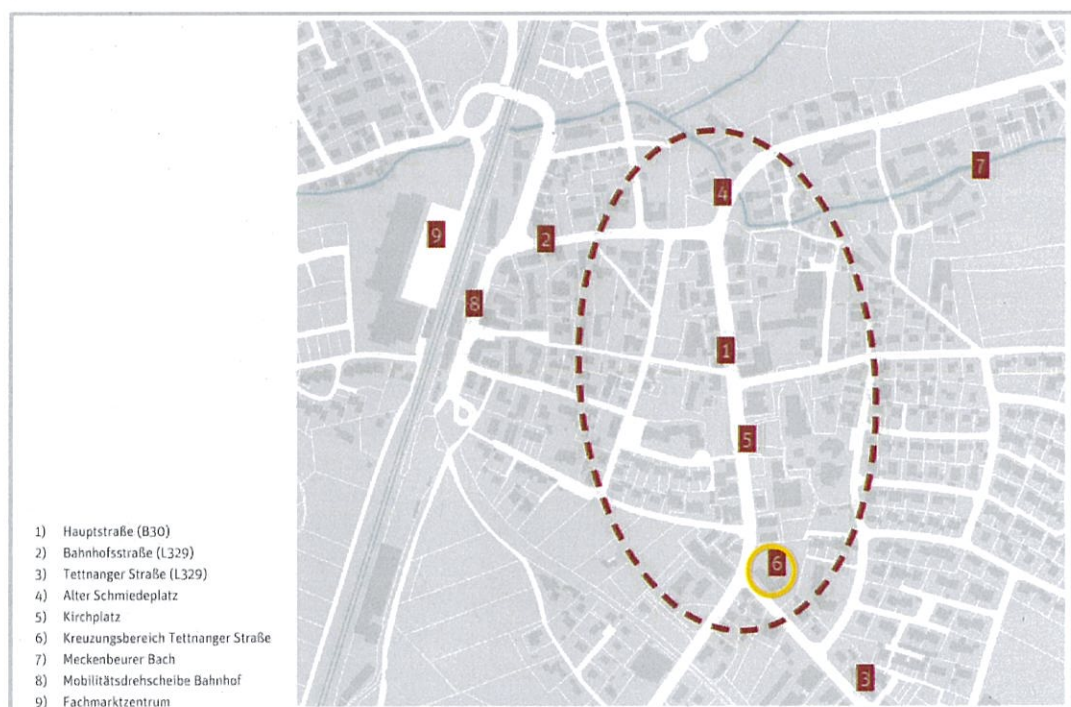 4
7
2
9
8
1
5
6
3
1) Hauptstraße (B30)
2) Bahnhofsstraße (L329)
3) Tettnanger Straße (L329)
4) Alter Schmiedeplatz
5) Kirchplatz
6) Kreuzungsbereich Tettnanger Straße
7) Meckenbeurer Bach
8) Mobilitätsdrehscheibe Bahnhof
9) Fachmarktzentrum